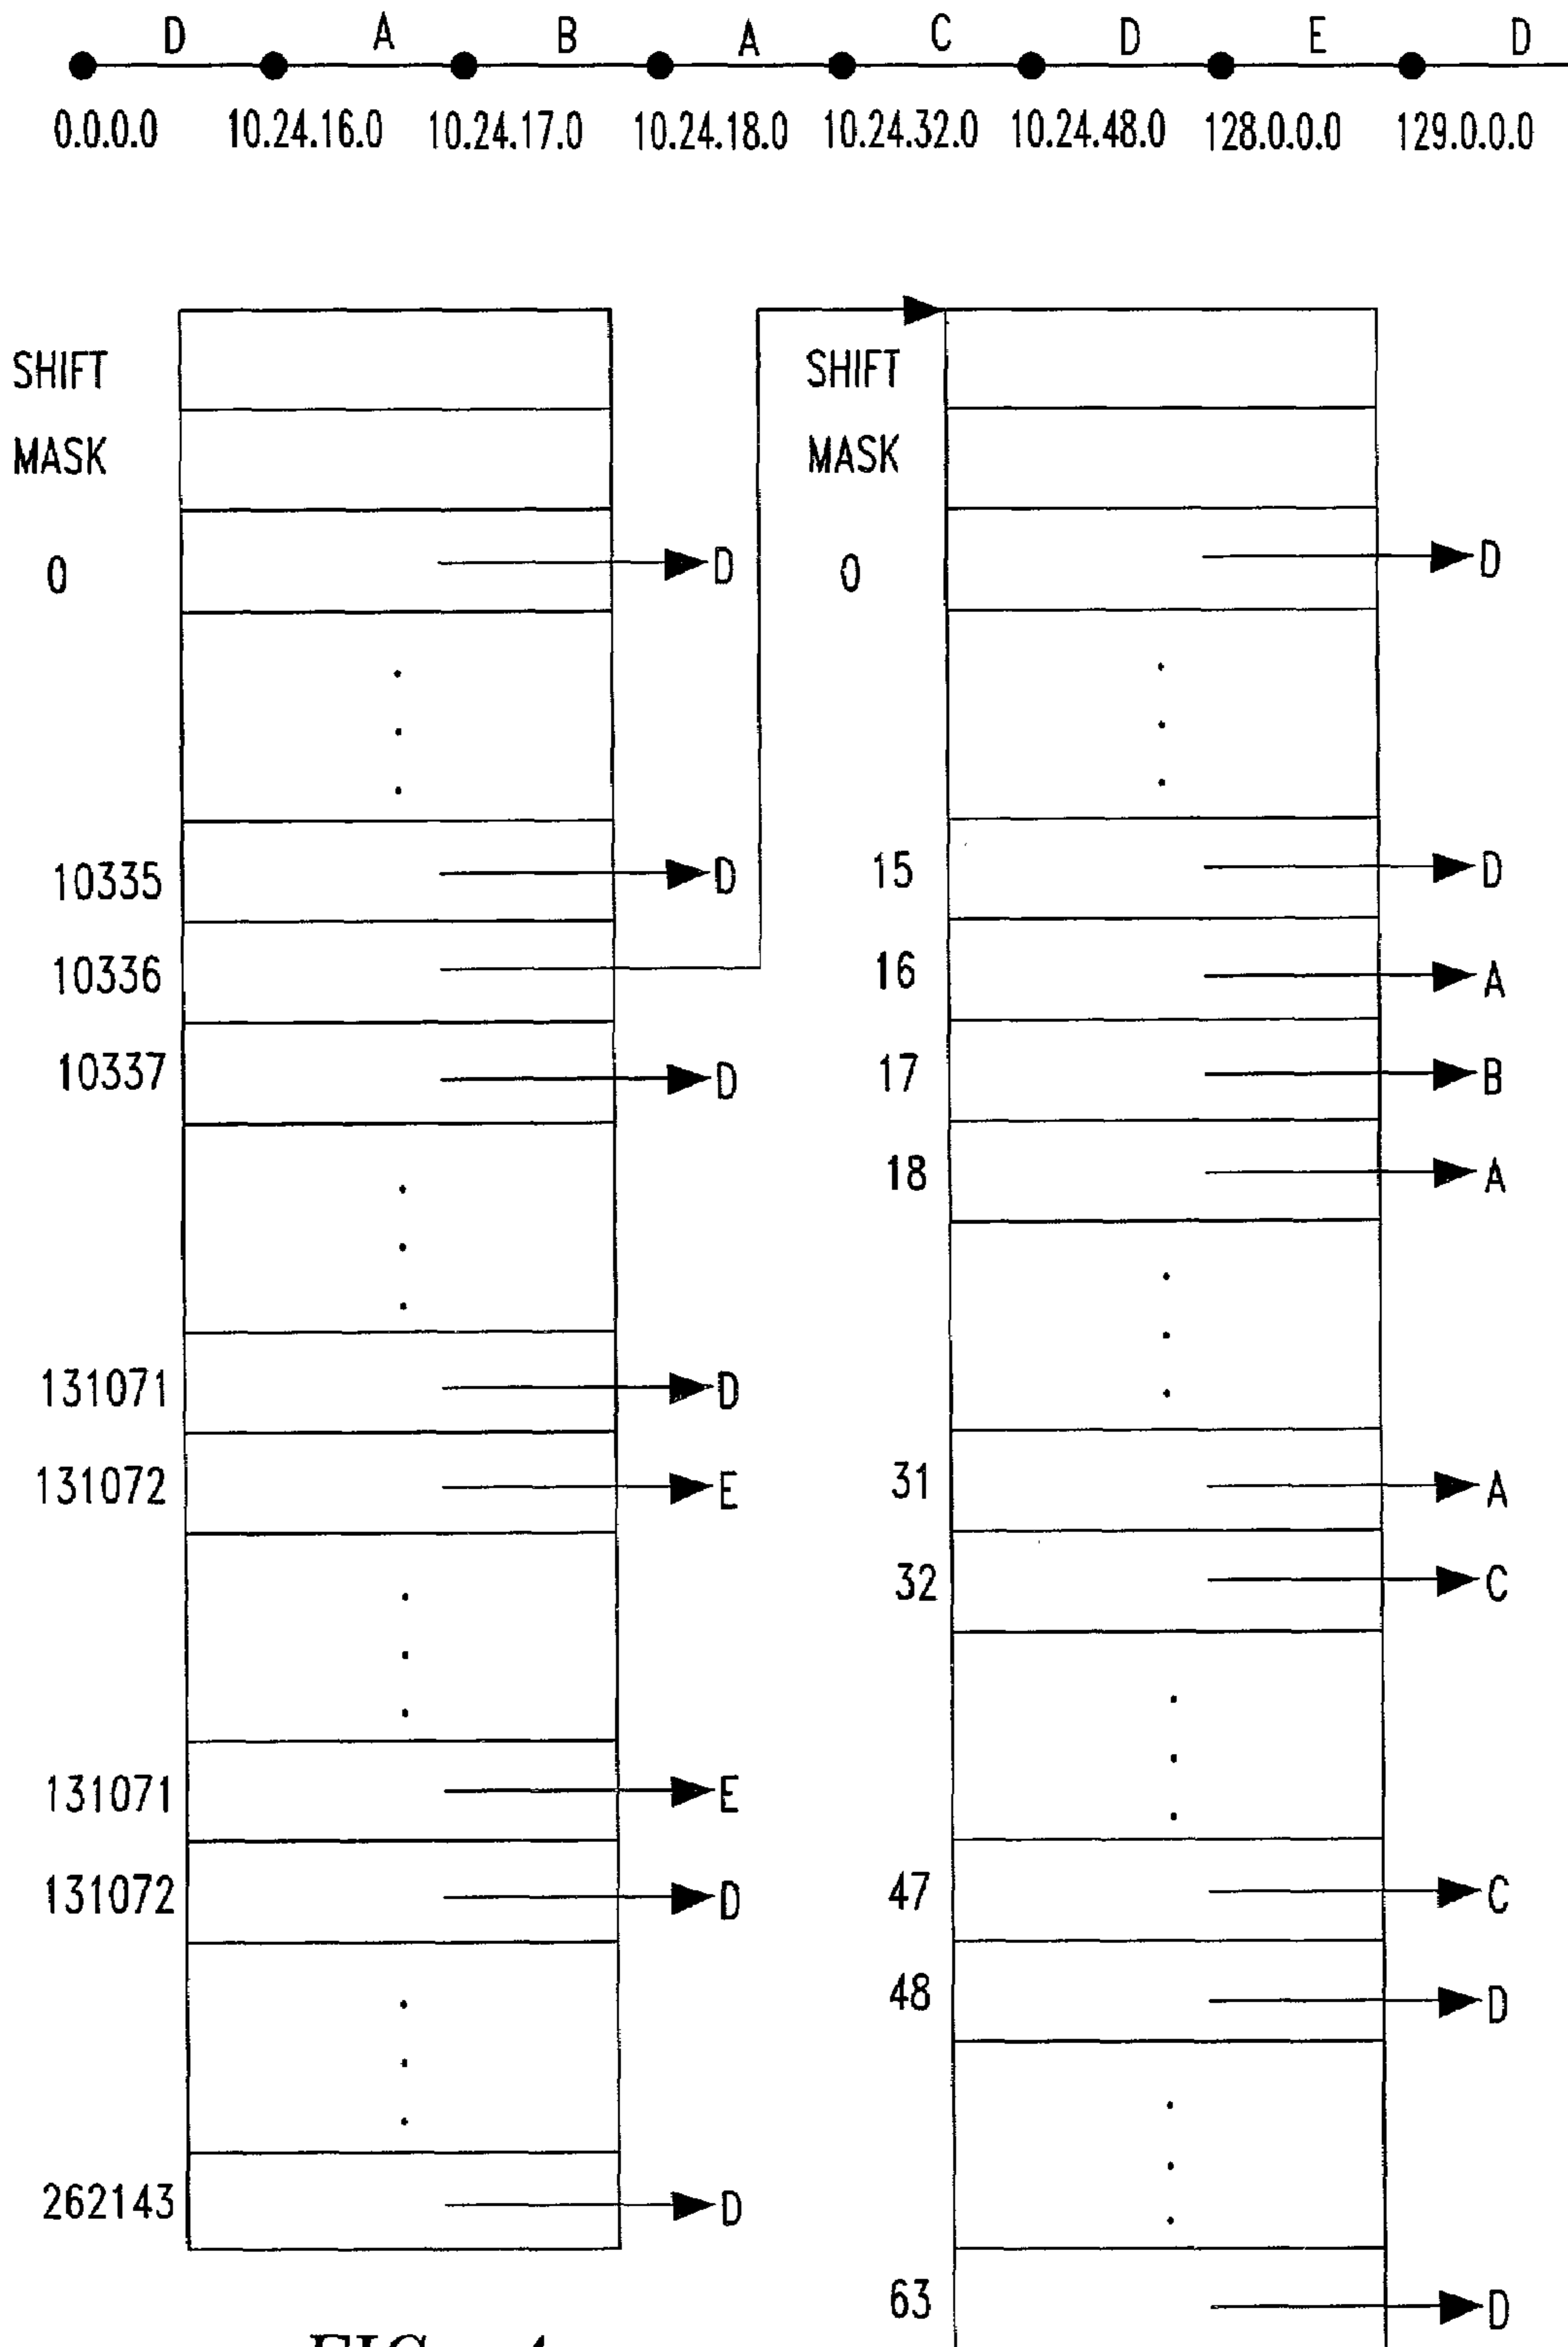 D A B A C D E D
0.0.0.0 10.24.16.0 10.24.17.0 10.24.18.0 10.24.32.0 10.24.48.0 128.0.0.0 129.0.0.0
SHIFT
MASK
0 D
10335 D
10336
10337 D
131071 D
131072 E
131071 E
131072 D
262143 D
SHIFT
MASK
0 D
15 D
16 A
17 B
18 A
31 A
32 C
47 C
48 D
63 D